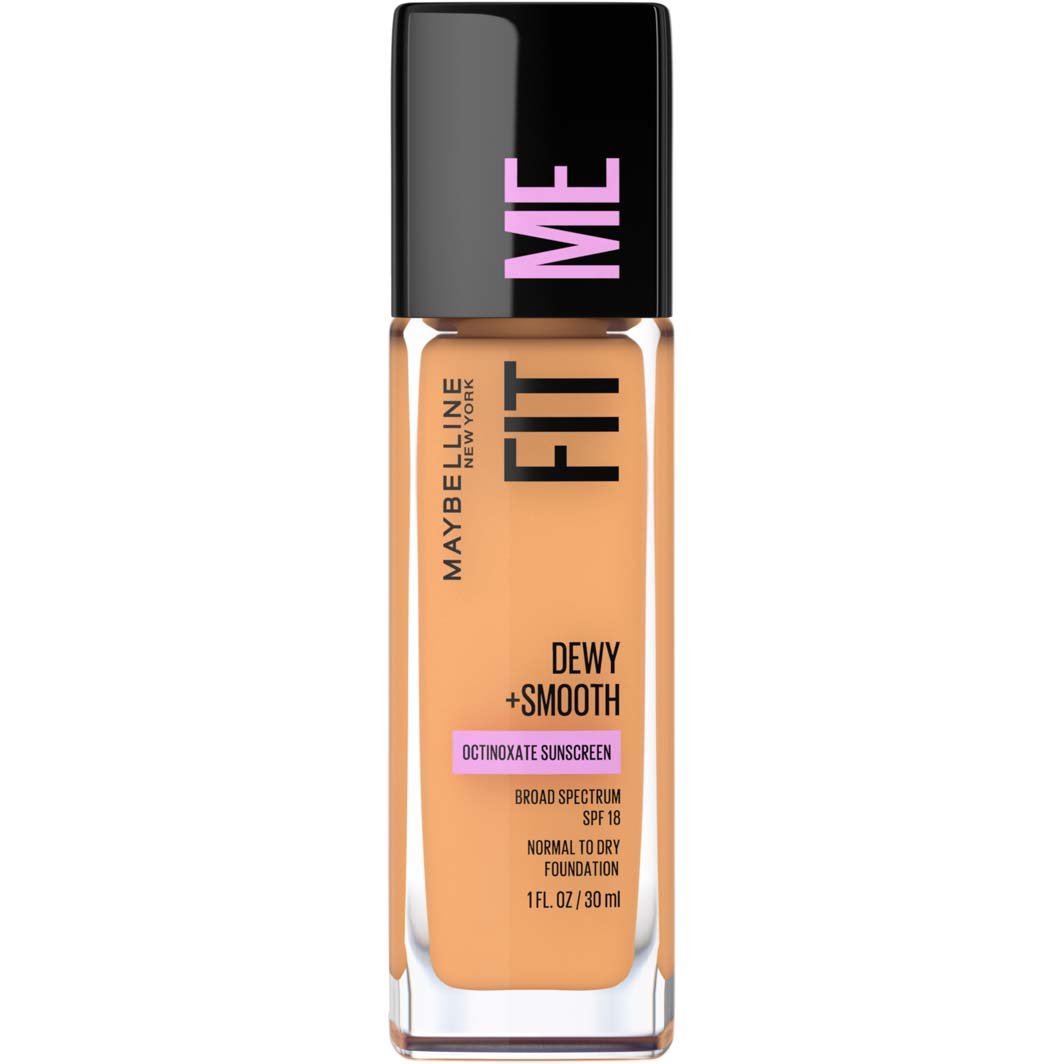 FIT ME
MAYBELLINE
NEW YORK
DEWY
+SMOOTH
OCTINOXATE SUNSCREEN
BROAD SPECTRUM
SPF 18
NORMAL TO DRY
FOUNDATION
1 FL. OZ / 30 ml